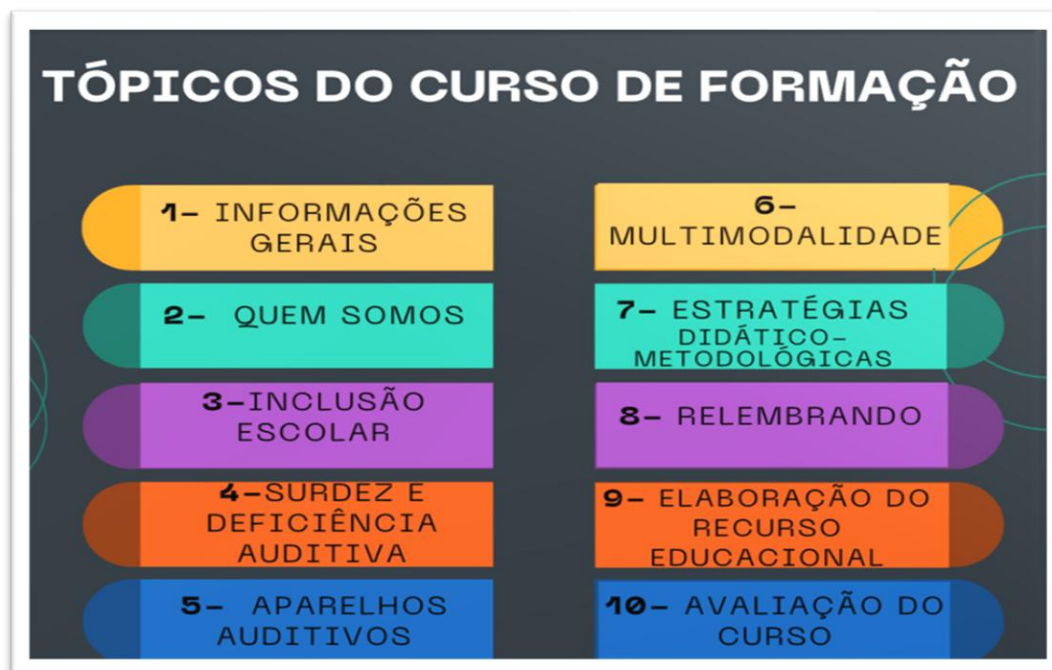 TÓPICOS DO CURSO DE FORMAÇÃO
1- INFORMAÇÕES
GERAIS
2- QUEM SOMOS
3-INCLUSÃO
ESCOLAR
4-SURDEZ E
DEFICIÊNCIA
AUDITIVA
5- APARELHOS
AUDITIVOS
6-
MULTIMODALIDADE
7- ESTRATÉGIAS
DIDÁTICO-
METODOLÓGICAS
8- RELEMBRANDO
9- ELABORAÇÃO DO
RECURSO
EDUCACIONAL
10- AVALIAÇÃO DO
CURSO